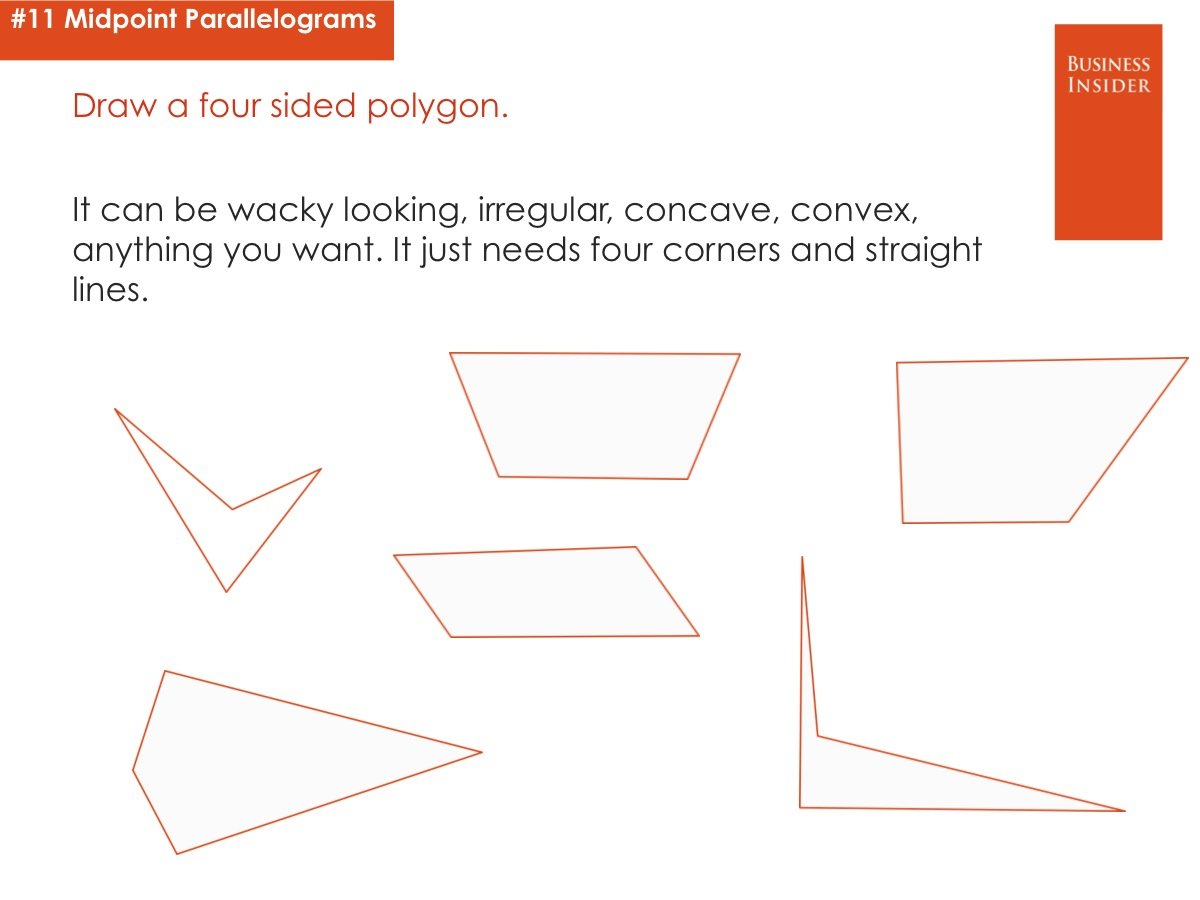 #11 Midpoint Parallelograms
BUSINESS
INSIDER
Draw a four sided polygon.
It can be wacky looking, irregular, concave, convex,
anything you want. It just needs four corners and straight
lines.